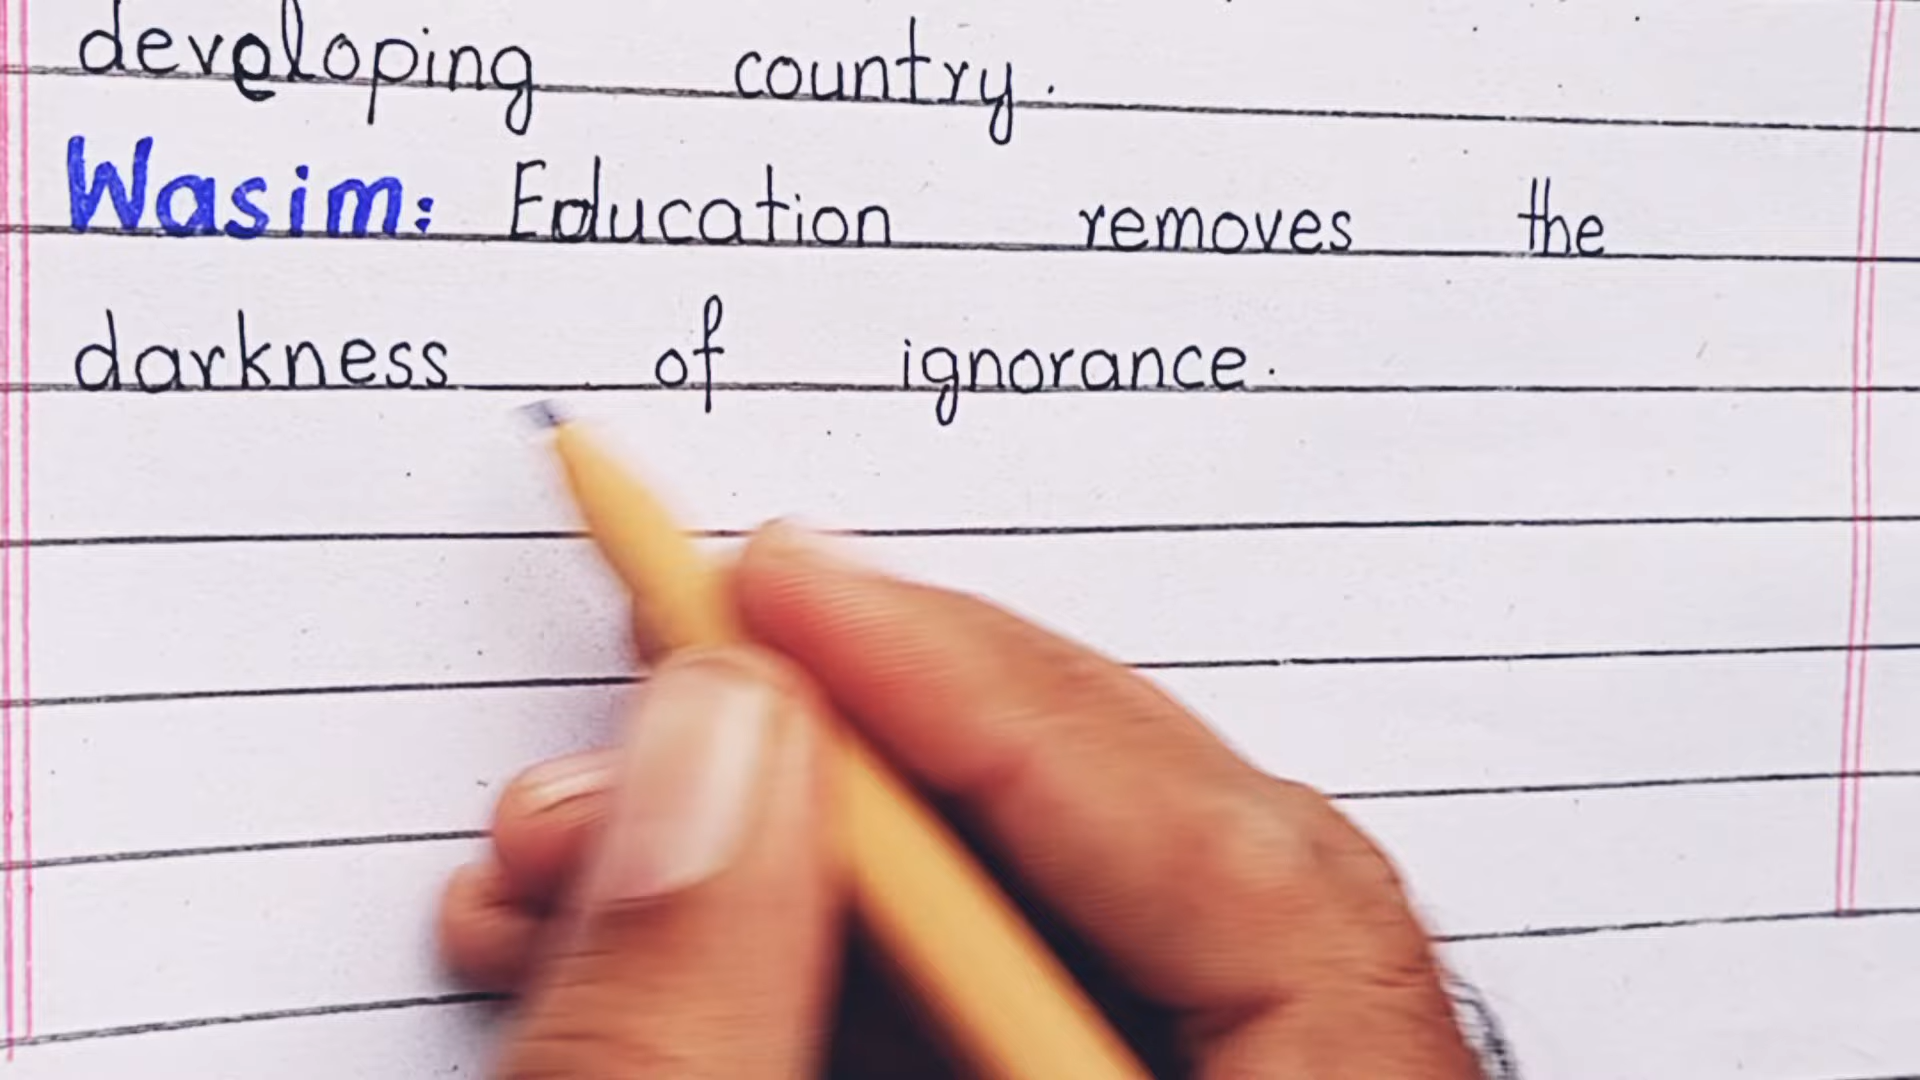 developing country.
Wasim: Education removes the
darkness of ignorance.